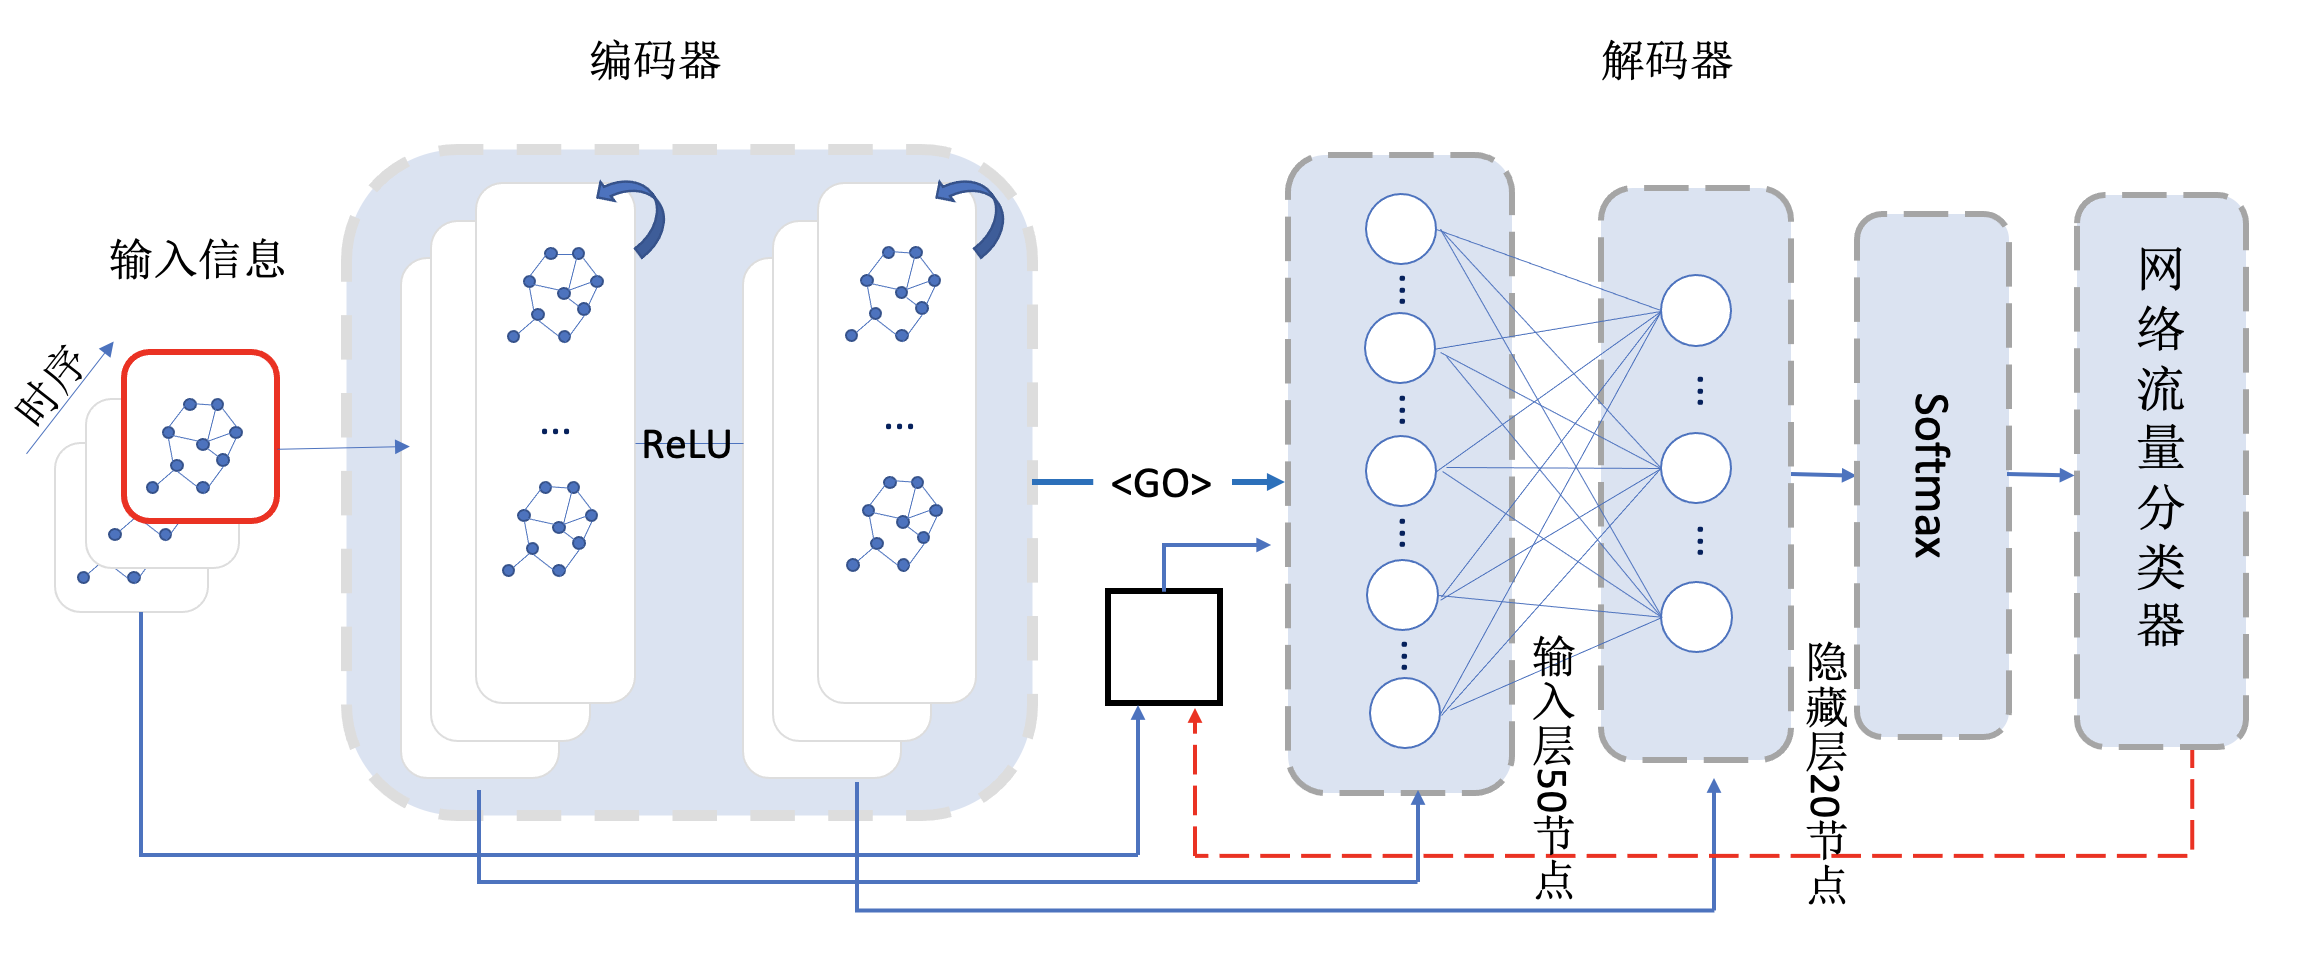 编码器
解码器
输入信息
时序
ReLU
<GO>
输入层50节点
隐藏层20节点
Softmax
网络流量分类器